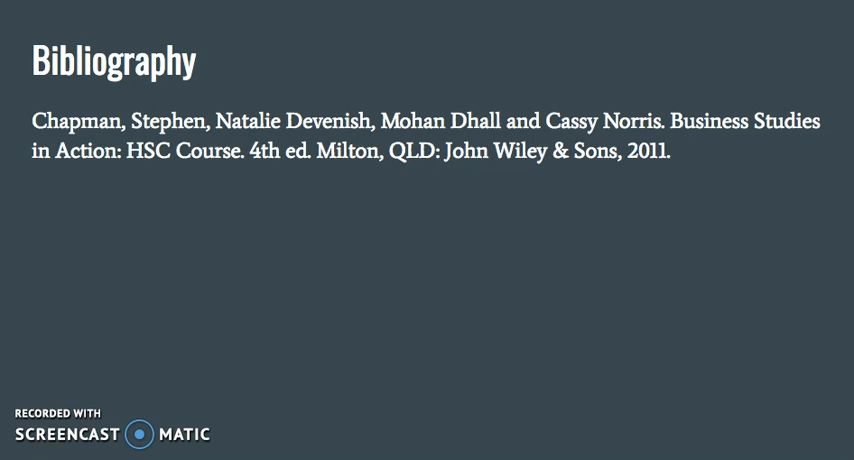 Bibliography
Chapman, Stephen, Natalie Devenish, Mohan Dhall and Cassy Norris. Business Studies
in Action: HSC Course. 4th ed. Milton, QLD: John Wiley & Sons, 2011.
RECORDED WITH
SCREENCAST MATIC